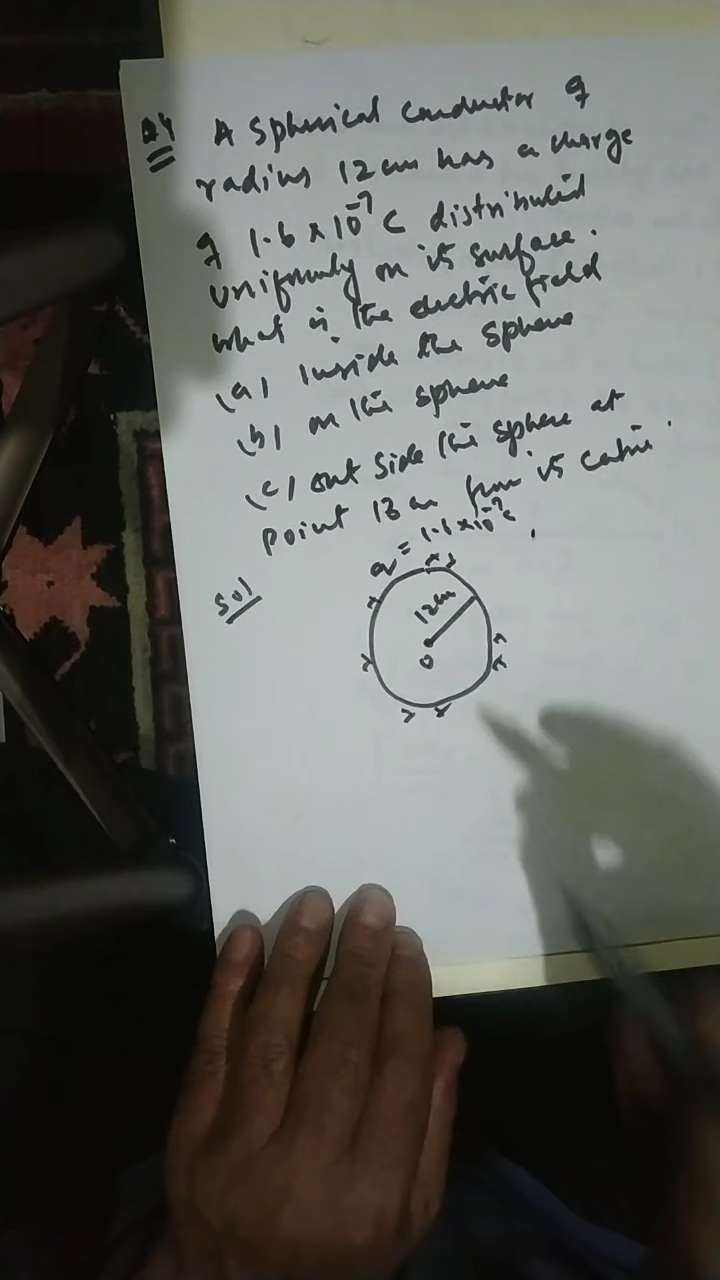 Q4 A spherical conductor of
radius 12 cm has a charge
of 1.6 x 10⁻⁷ C distributed
uniformly on its surface.
what is the electric field
(a) Inside the sphere
(b) on the sphere
(c) out side the sphere at
point 18 cm from its centre.
Sol
q = 1.6 x 10⁻⁷ C
12cm
O